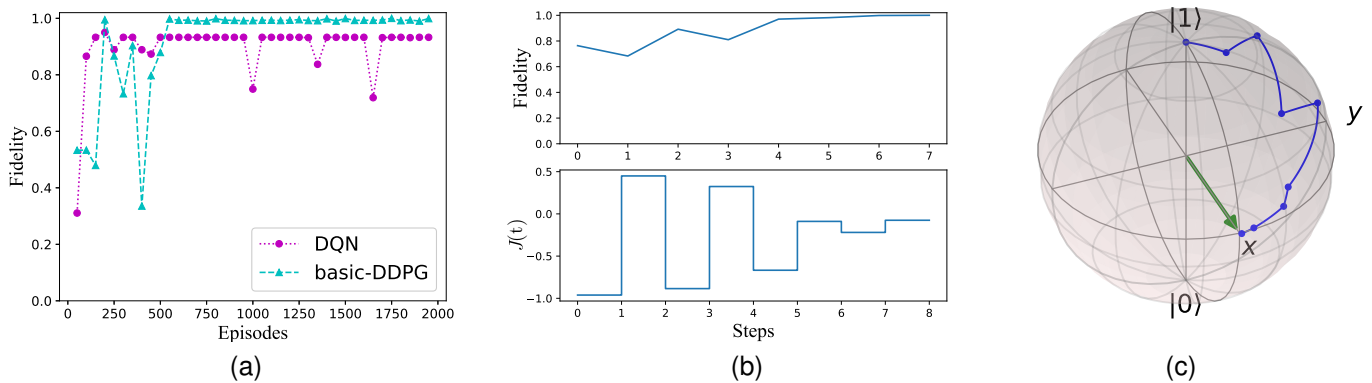 1.0
0.8
0.6
0.4
0.2
0.0
Fidelity
DQN
basic-DDPG
0 250 500 750 1000 1250 1500 1750 2000
Episodes
(a)
1.0
0.8
0.6
0.4
0.2
0.0
Fidelity
0 1 2 3 4 5 6 7
0.5
0.0
−0.5
−1.0
J(t)
0 1 2 3 4 5 6 7 8
Steps
(b)
|1⟩
y
x
|0⟩
(c)